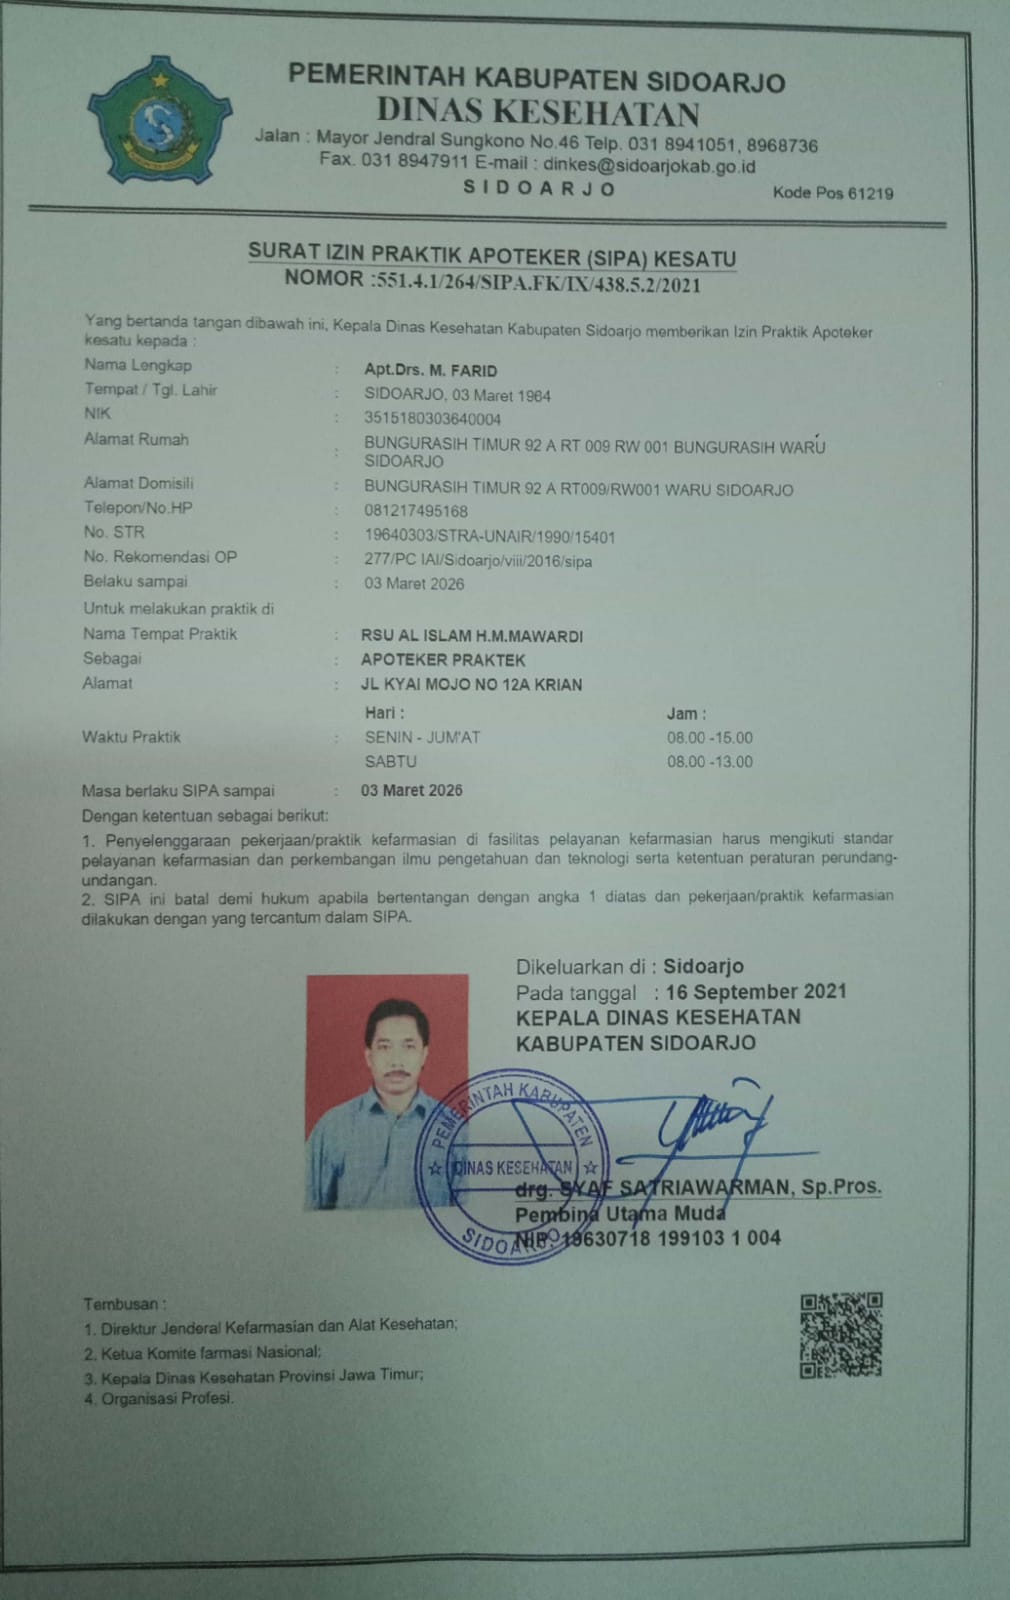 PEMERINTAH KABUPATEN SIDOARJO
DINAS KESEHATAN
Jalan : Mayor Jendral Sungkono No.46 Telp. 031 8941051, 8968736
Fax. 031 8947911 E-mail : dinkes@sidoarjokab.go.id
SIDOARJO
Kode Pos 61219
SURAT IZIN PRAKTIK APOTEKER (SIPA) KESATU
NOMOR :551.4.1/264/SIPA.FK/IX/438.5.2/2021
Yang bertanda tangan dibawah ini, Kepala Dinas Kesehatan Kabupaten Sidoarjo memberikan Izin Praktik Apoteker
kesatu kepada :
Nama Lengkap : Apt.Drs. M. FARID
Tempat / Tgl. Lahir : SIDOARJO, 03 Maret 1964
NIK : 3515180303640004
Alamat Rumah : BUNGURASIH TIMUR 92 A RT 009 RW 001 BUNGURASIH WARU
SIDOARJO
Alamat Domisili : BUNGURASIH TIMUR 92 A RT009/RW001 WARU SIDOARJO
Telepon/No.HP : 081217495168
No. STR : 19640303/STRA-UNAIR/1990/15401
No. Rekomendasi OP : 277/PC IAI/Sidoarjo/viii/2016/sipa
Belaku sampai : 03 Maret 2026
Untuk melakukan praktik di
Nama Tempat Praktik : RSU AL ISLAM H.M.MAWARDI
Sebagai : APOTEKER PRAKTEK
Alamat : JL KYAI MOJO NO 12A KRIAN
Hari : Jam :
Waktu Praktik : SENIN - JUM'AT 08.00 -15.00
SABTU 08.00 -13.00
Masa berlaku SIPA sampai : 03 Maret 2026
Dengan ketentuan sebagai berikut:
1. Penyelenggaraan pekerjaan/praktik kefarmasian di fasilitas pelayanan kefarmasian harus mengikuti standar
pelayanan kefarmasian dan perkembangan ilmu pengetahuan dan teknologi serta ketentuan peraturan perundang-
undangan.
2. SIPA ini batal demi hukum apabila bertentangan dengan angka 1 diatas dan pekerjaan/praktik kefarmasian
dilakukan dengan yang tercantum dalam SIPA.
Dikeluarkan di : Sidoarjo
Pada tanggal : 16 September 2021
KEPALA DINAS KESEHATAN
KABUPATEN SIDOARJO
PEMERINTAH KABUPATEN
DINAS KESEHATAN
SIDOARJO
drg. SYAF SATRIAWARMAN, Sp.Pros.
Pembina Utama Muda
NIP. 19630718 199103 1 004
Tembusan :
1. Direktur Jenderal Kefarmasian dan Alat Kesehatan;
2. Ketua Komite farmasi Nasional;
3. Kepala Dinas Kesehatan Provinsi Jawa Timur;
4. Organisasi Profesi.